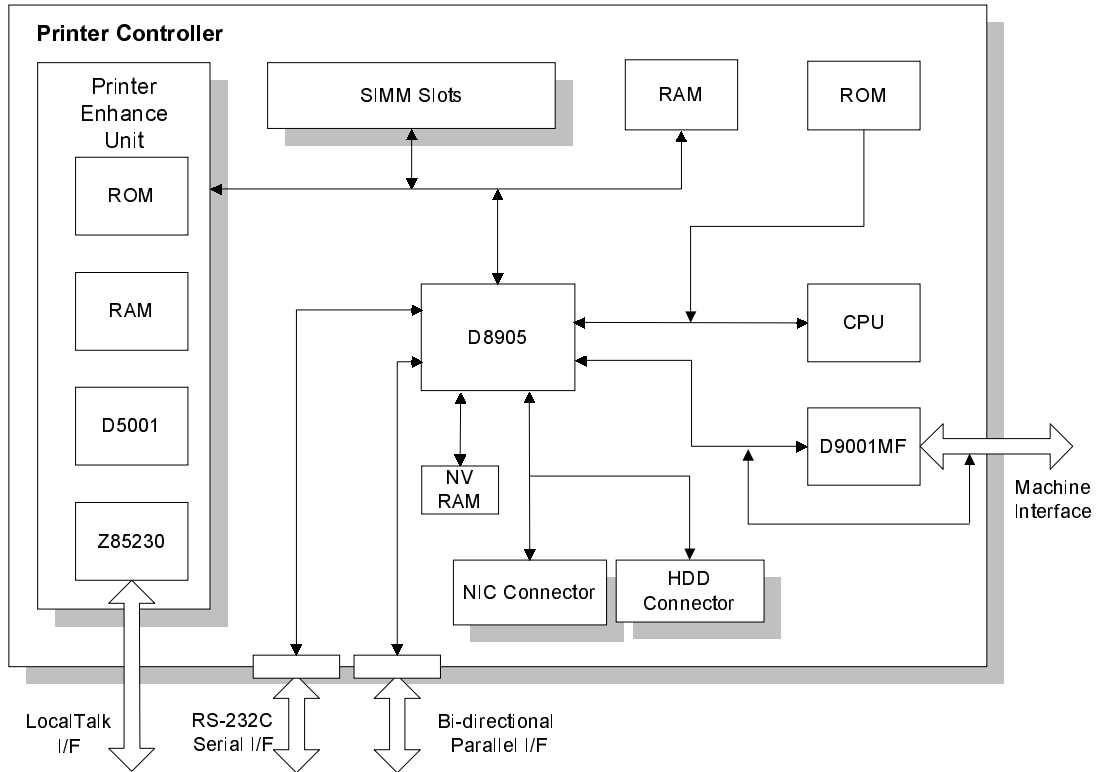 Printer Controller
Printer
Enhance
Unit
ROM
RAM
D5001
Z85230
SIMM Slots
RAM
ROM
D8905
CPU
D9001MF
NV
RAM
NIC Connector
HDD
Connector
Machine
Interface
LocalTalk
I/F
RS-232C
Serial I/F
Bi-directional
Parallel I/F